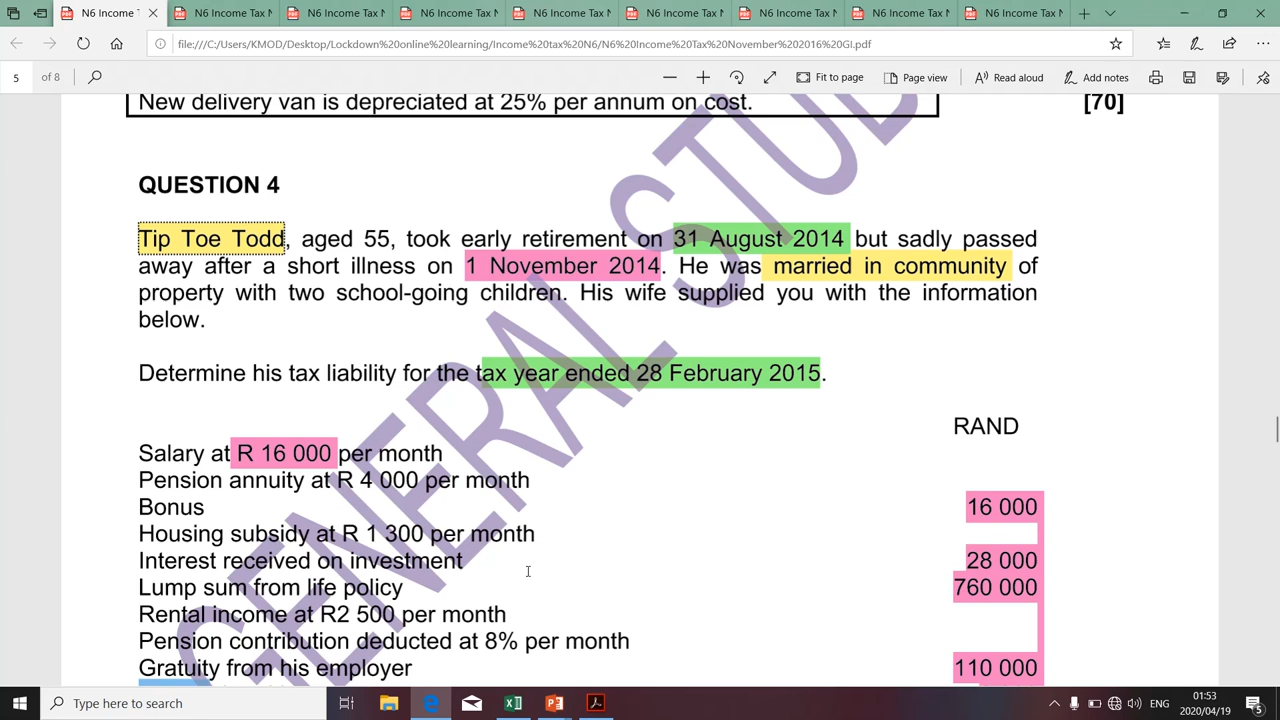 N6 Income T
N6 Income T
N6 Income T
N6 Income T
N6 Income T
N6 Income T
N6 Income T
N6 Income T
N6 Income T
file:///C:/Users/KMOD/Desktop/Lockdown%20online%20learning/Income%20tax%20N6/N6%20Income%20Tax%20November%202016%20GI.pdf
5 of 8
Fit to page
Page view
Read aloud
Add notes
New delivery van is depreciated at 25% per annum on cost. [70]
QUESTION 4
Tip Toe Todd, aged 55, took early retirement on 31 August 2014 but sadly passed
away after a short illness on 1 November 2014. He was married in community of
property with two school-going children. His wife supplied you with the information
below.
Determine his tax liability for the tax year ended 28 February 2015.
RAND
Salary at R 16 000 per month
Pension annuity at R 4 000 per month
Bonus 16 000
Housing subsidy at R 1 300 per month
Interest received on investment 28 000
Lump sum from life policy 760 000
Rental income at R2 500 per month
Pension contribution deducted at 8% per month
Gratuity from his employer 110 000
GENERAL STUD
Type here to search
ENG
01:53
2020/04/19
5